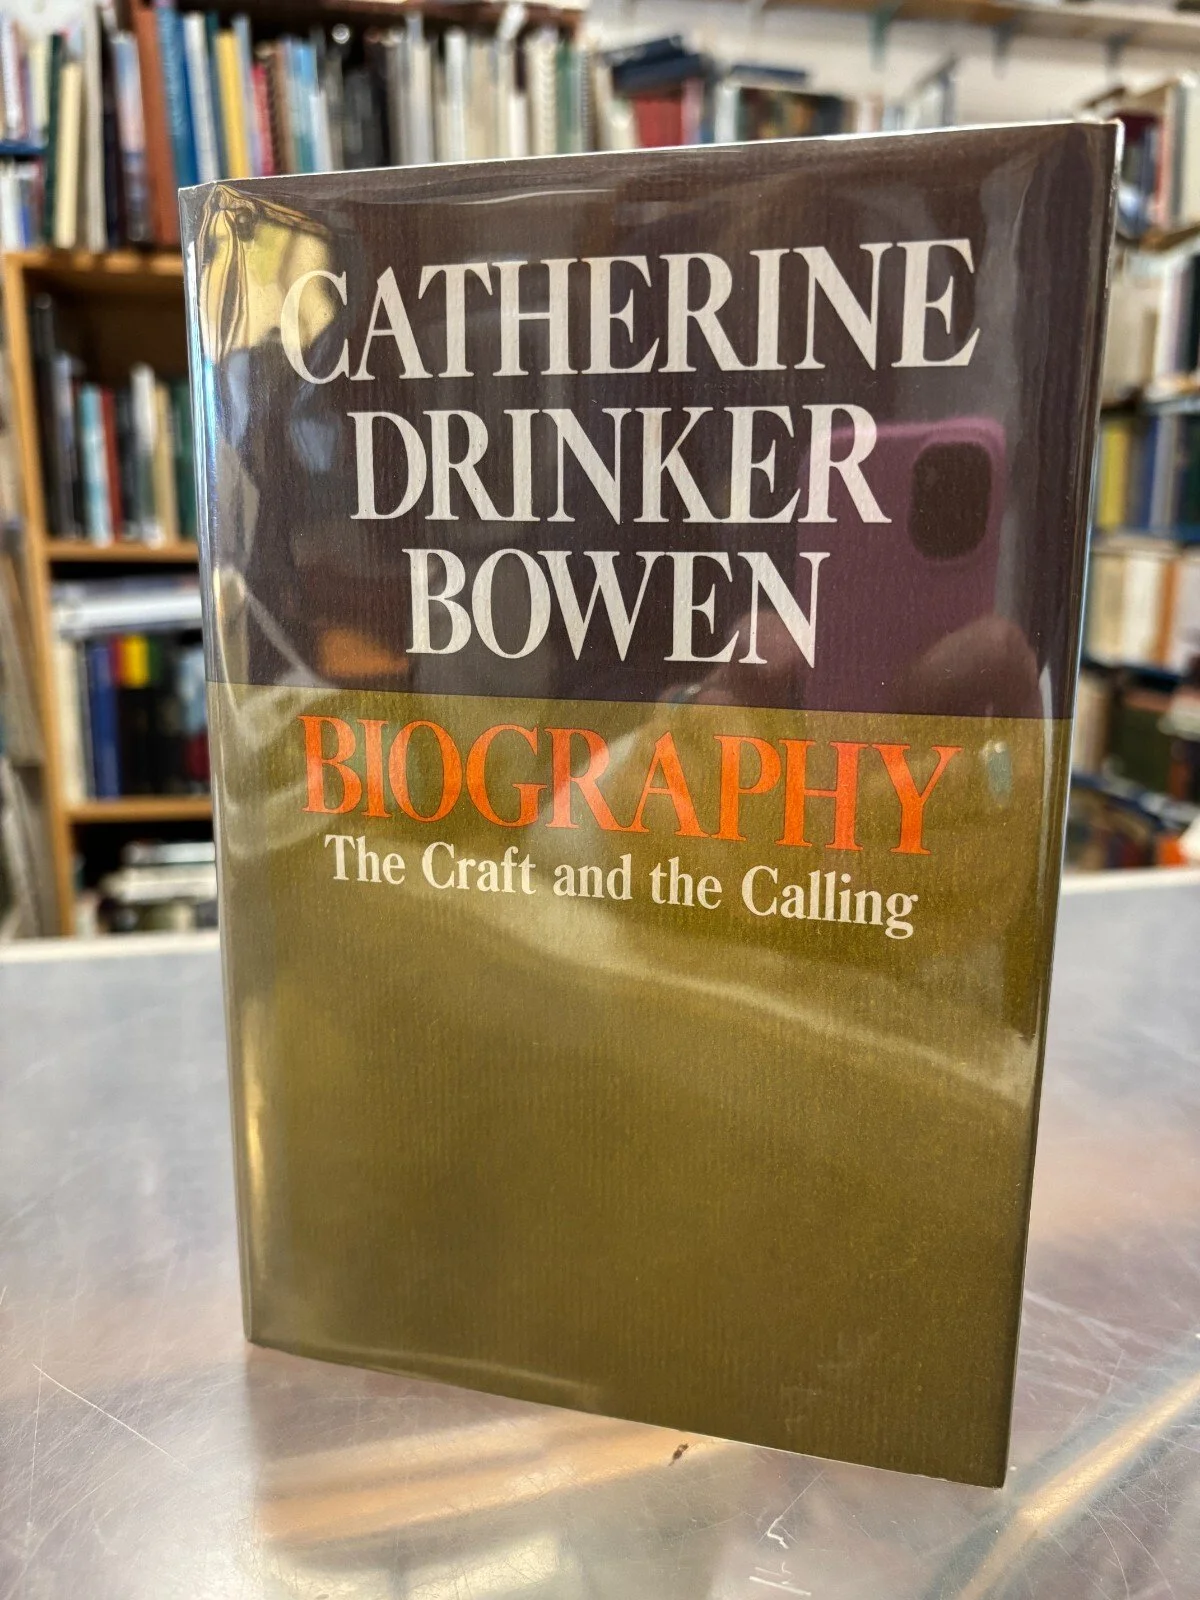 CATHERINE
DRINKER
BOWEN
BIOGRAPHY
The Craft and the Calling